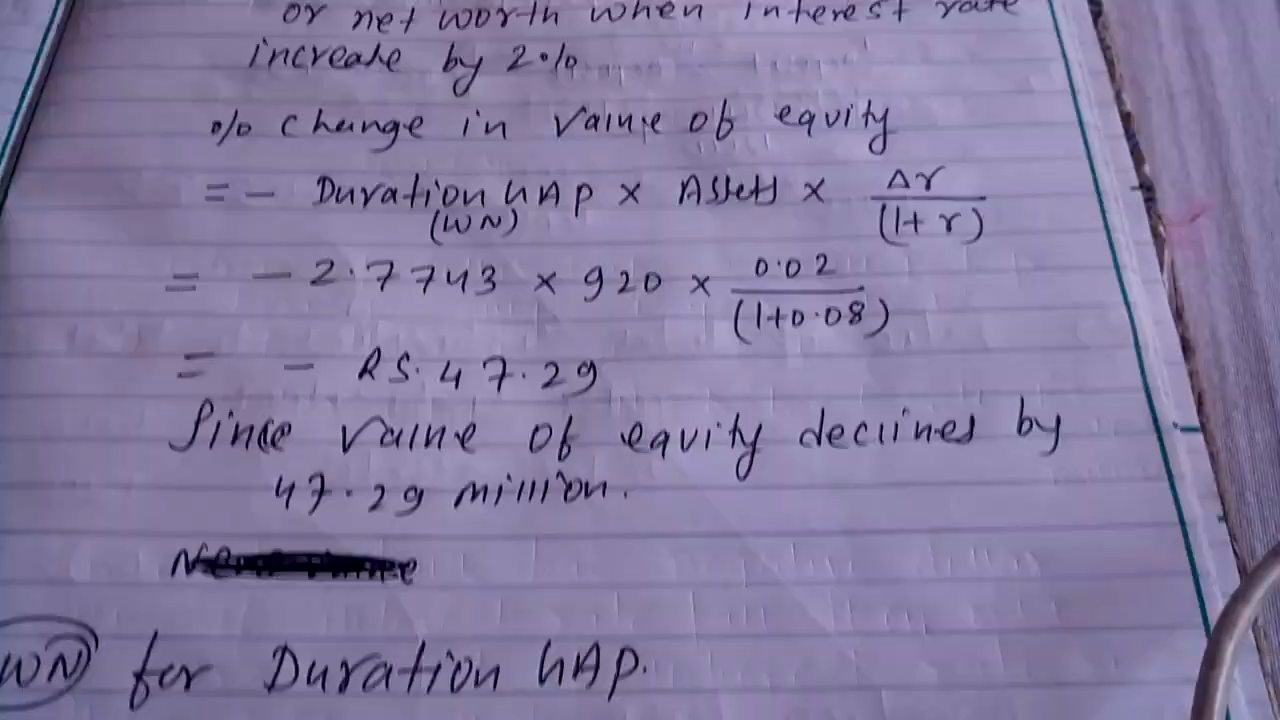 or net worth when interest rate
increase by 2%
% change in value of equity
= - Duration GAP × Assets × Δr/(1+r)
(WN)
= - 2.7743 × 920 × 0.02/(1+0.08)
= - RS. 47.29
Since value of equity declines by
47.29 million.
WN for Duration GAP.